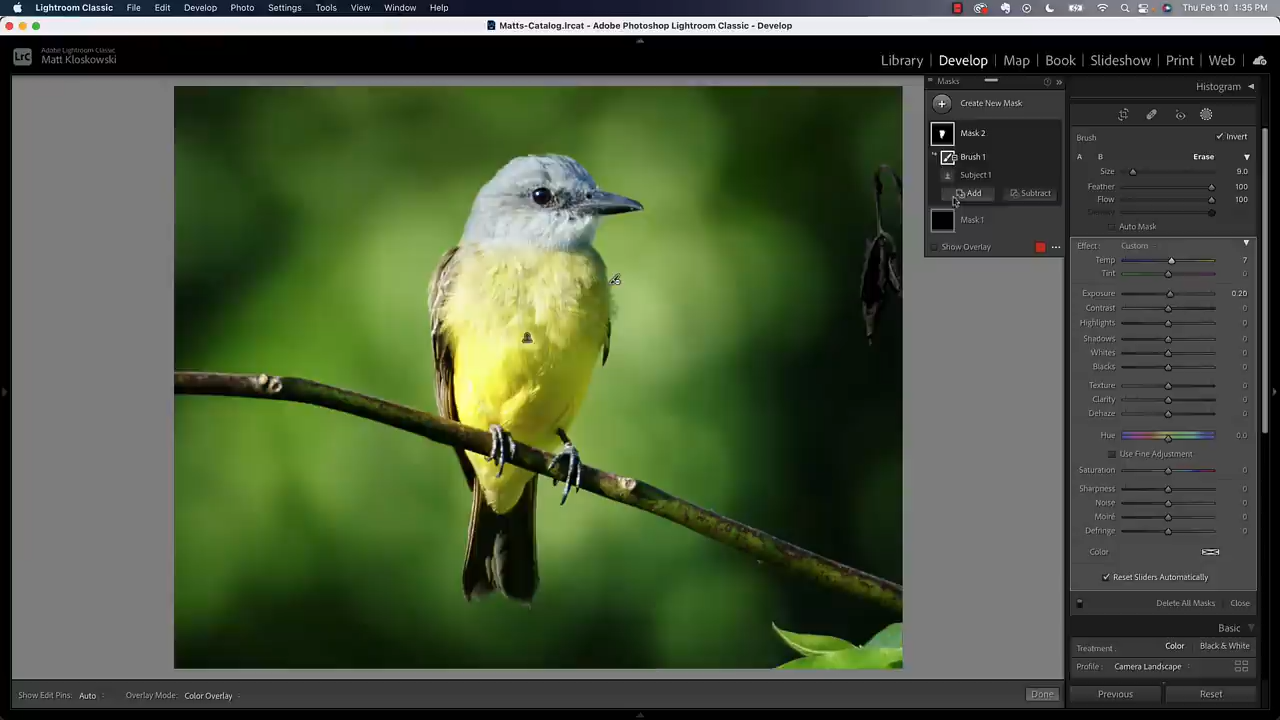 Lightroom Classic File Edit View Develop Photo Settings Tools View Window Help Thu Feb 10 1:35 PM
Matts-Catalog.lrcat - Adobe Photoshop Lightroom Classic - Develop
LrC Adobe Lightroom Classic
Matt Kloskowski
Library | Develop | Map | Book | Slideshow | Print | Web
Masks
Histogram
Create New Mask
Mask 2
Brush 1
Subject 1
Add Subtract
Mask 1
Show Overlay
Brush Invert
A B Erase
Size 9.0
Feather 100
Flow 100
Density
Auto Mask
Effect : Custom
Temp 7
Tint 0
Exposure 0.20
Contrast 0
Highlights 0
Shadows 0
Whites 0
Blacks 0
Texture 0
Clarity 0
Dehaze 0
Hue 0.0
Use Fine Adjustment
Saturation 0
Sharpness 0
Noise 0
Moiré 0
Defringe 0
Color
Reset Sliders Automatically
Delete All Masks Close
Basic
Treatment : Color Black & White
Profile : Camera Landscape
Show Edit Pins: Auto Overlay Mode: Color Overlay Done
Previous Reset